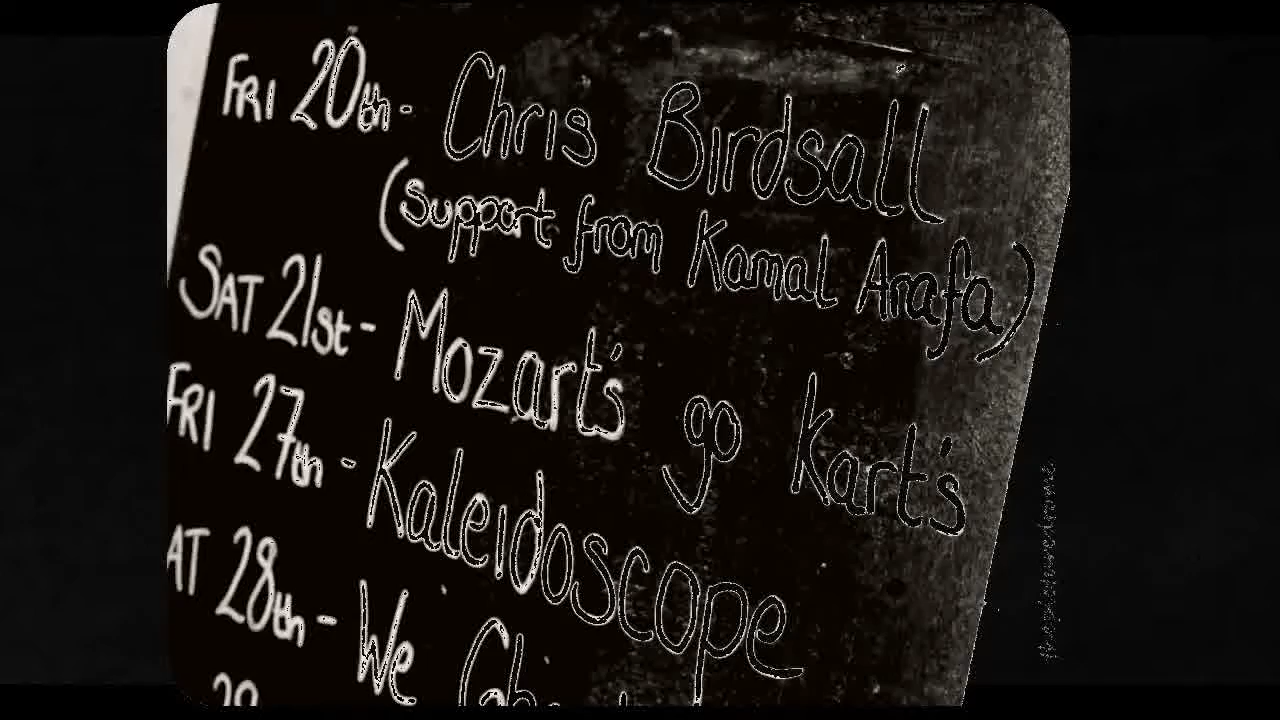 FRI 20th - Chris Birdsall
(support from Kamal Arafa)
SAT 21st - Mozart's go Kart's
FRI 27th - Kaleidoscope
AT 28th - We